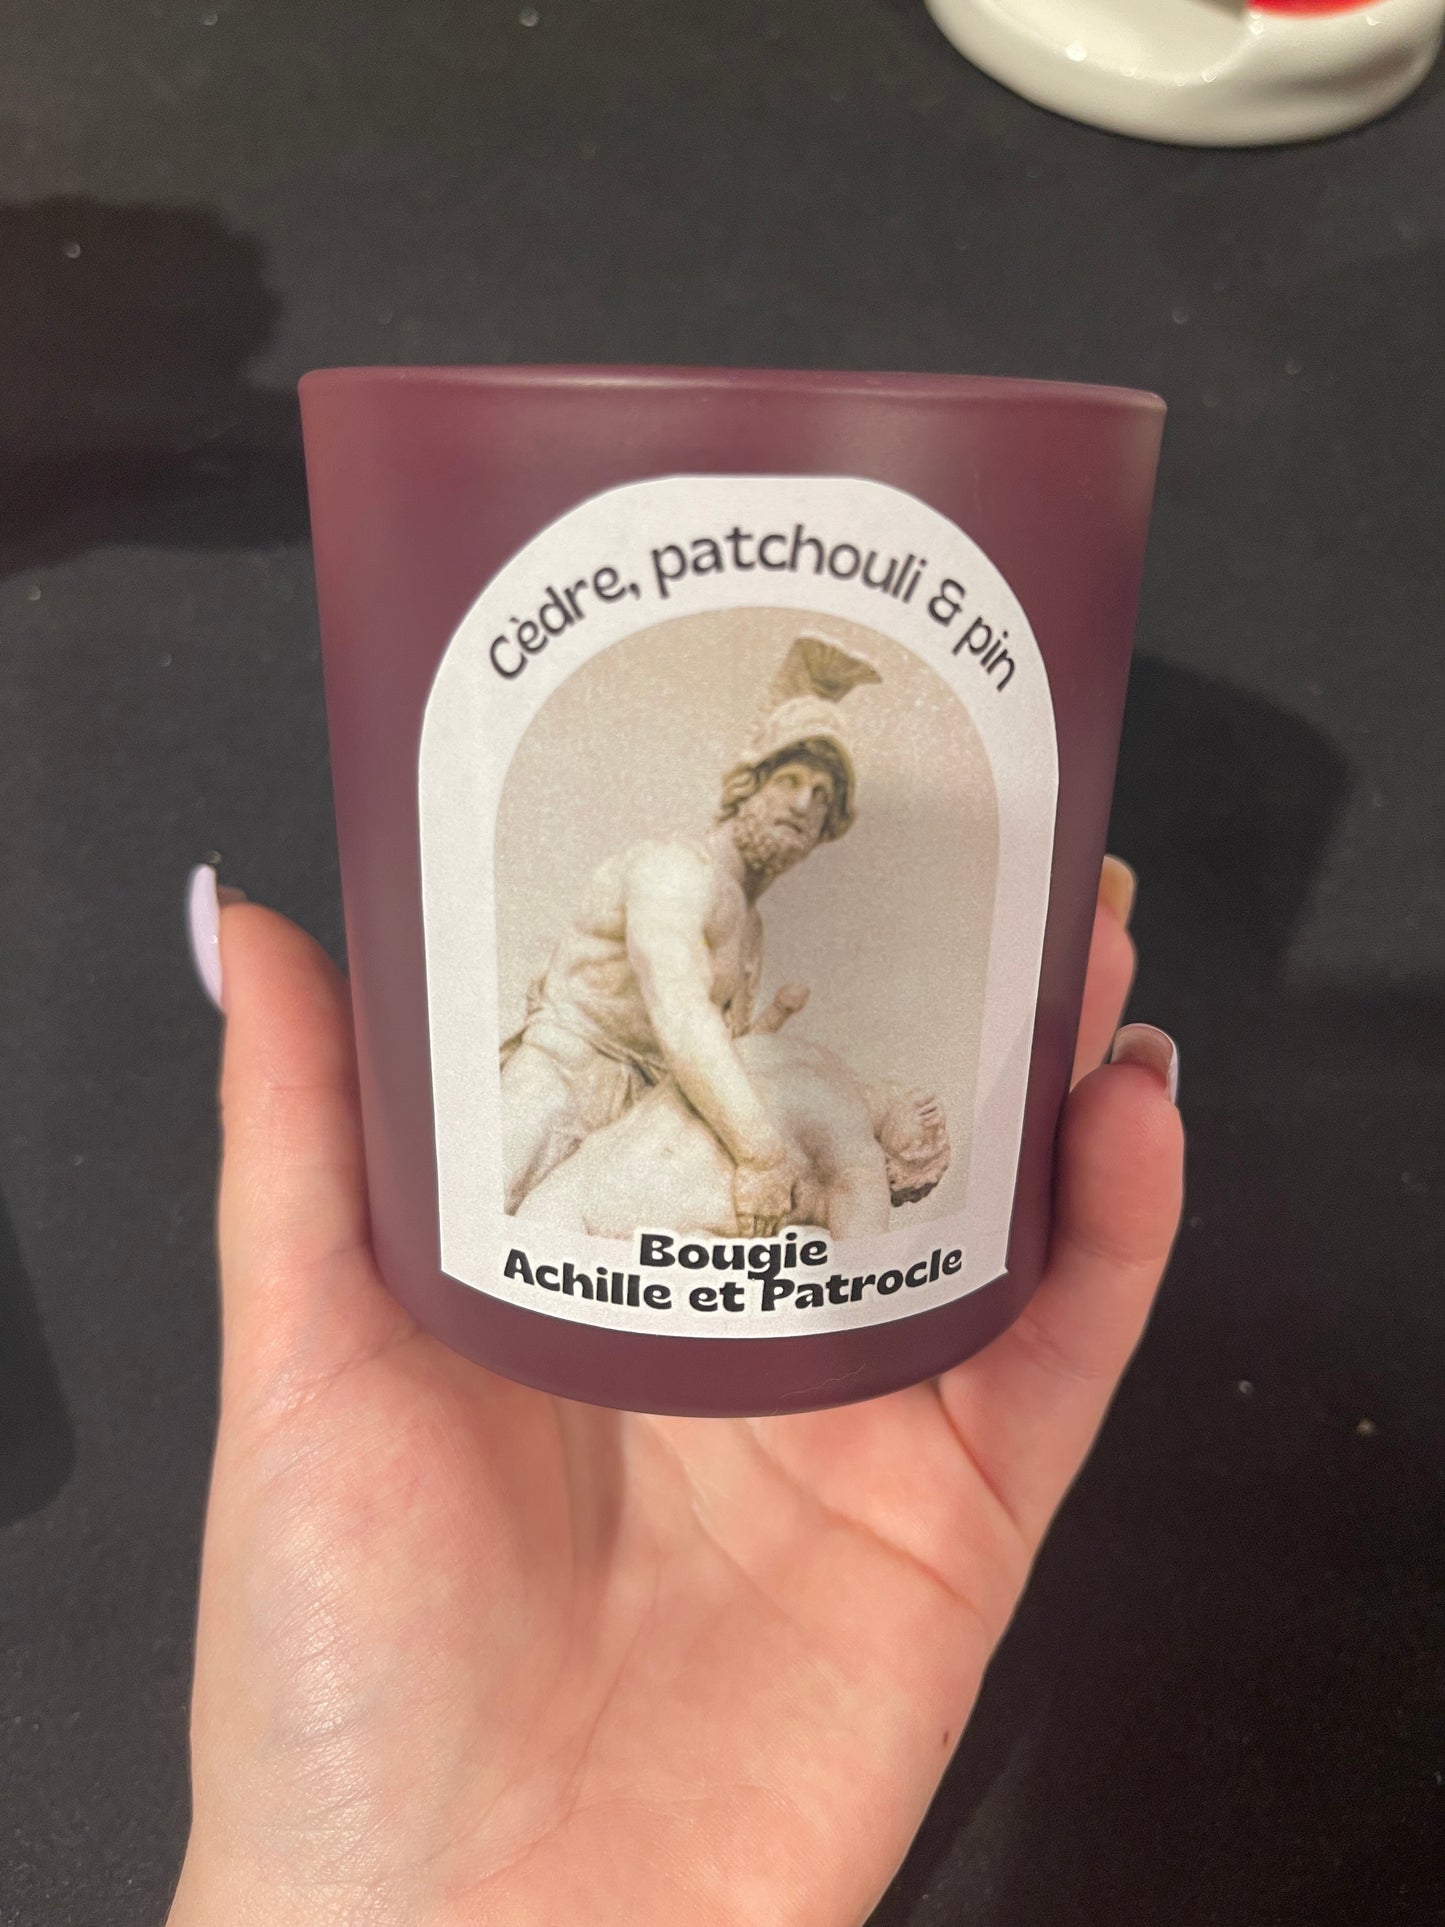 Cèdre, patchouli & pin
Bougie
Achille et Patrocle